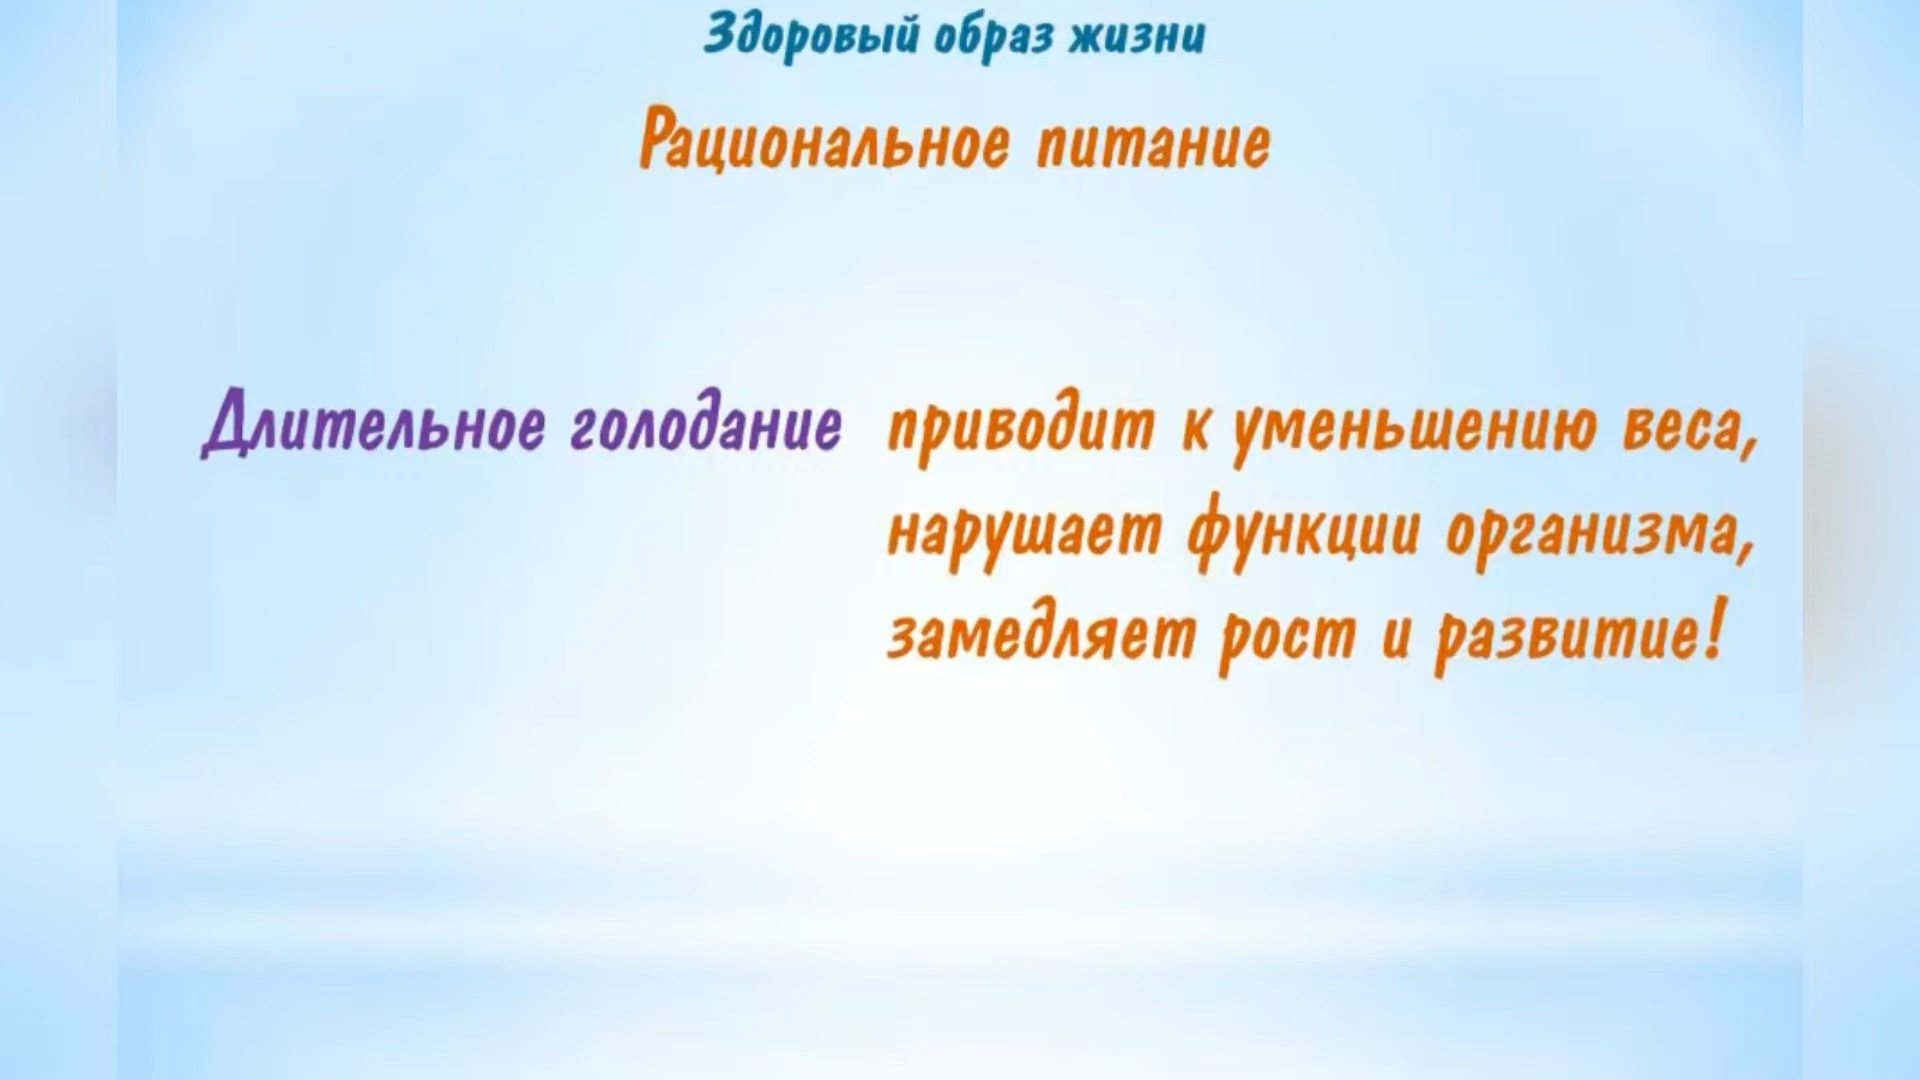 Здоровый образ жизни
Рациональное питание
Длительное голодание приводит к уменьшению веса,
нарушает функции организма,
замедляет рост и развитие!